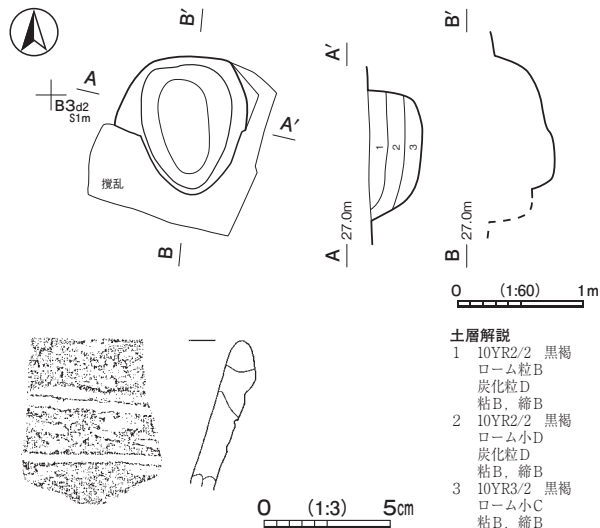 B'
A
B3d2
S1m
A'
攪乱
B
A'
1
2
3
A
27.0m
B'
B
27.0m
0 (1:60) 1m
土層解説
1 10YR2/2 黒褐
ローム粒B
炭化粒D
粘B，締B
2 10YR2/2 黒褐
ローム小D
炭化粒D
粘B，締B
3 10YR3/2 黒褐
ローム小C
粘B，締B
0 (1:3) 5cm